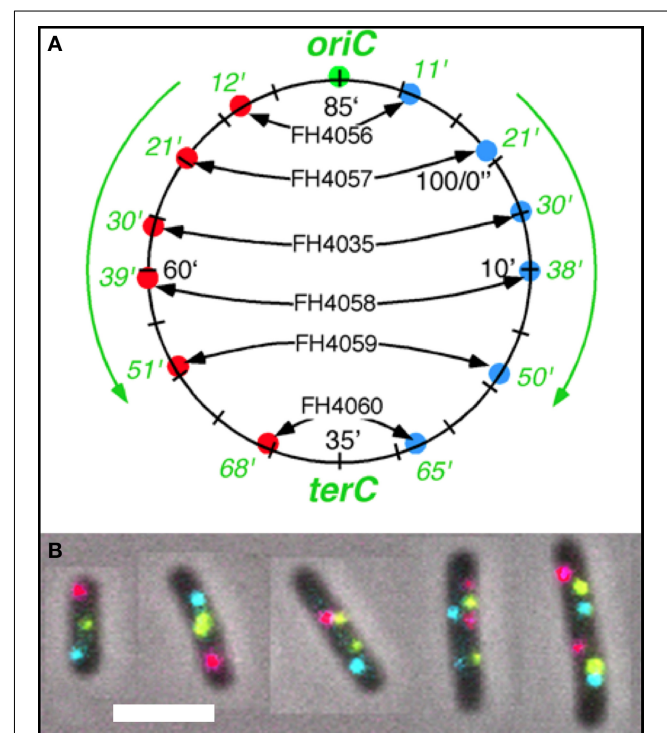 A
oriC
12' 11'
85‘
FH4056
21' 21'
FH4057 100/0"
30' 30'
FH4035
39' 60‘ 10’ 38'
FH4058
FH4059
51' 50'
FH4060
35’
68' 65'
terC
B